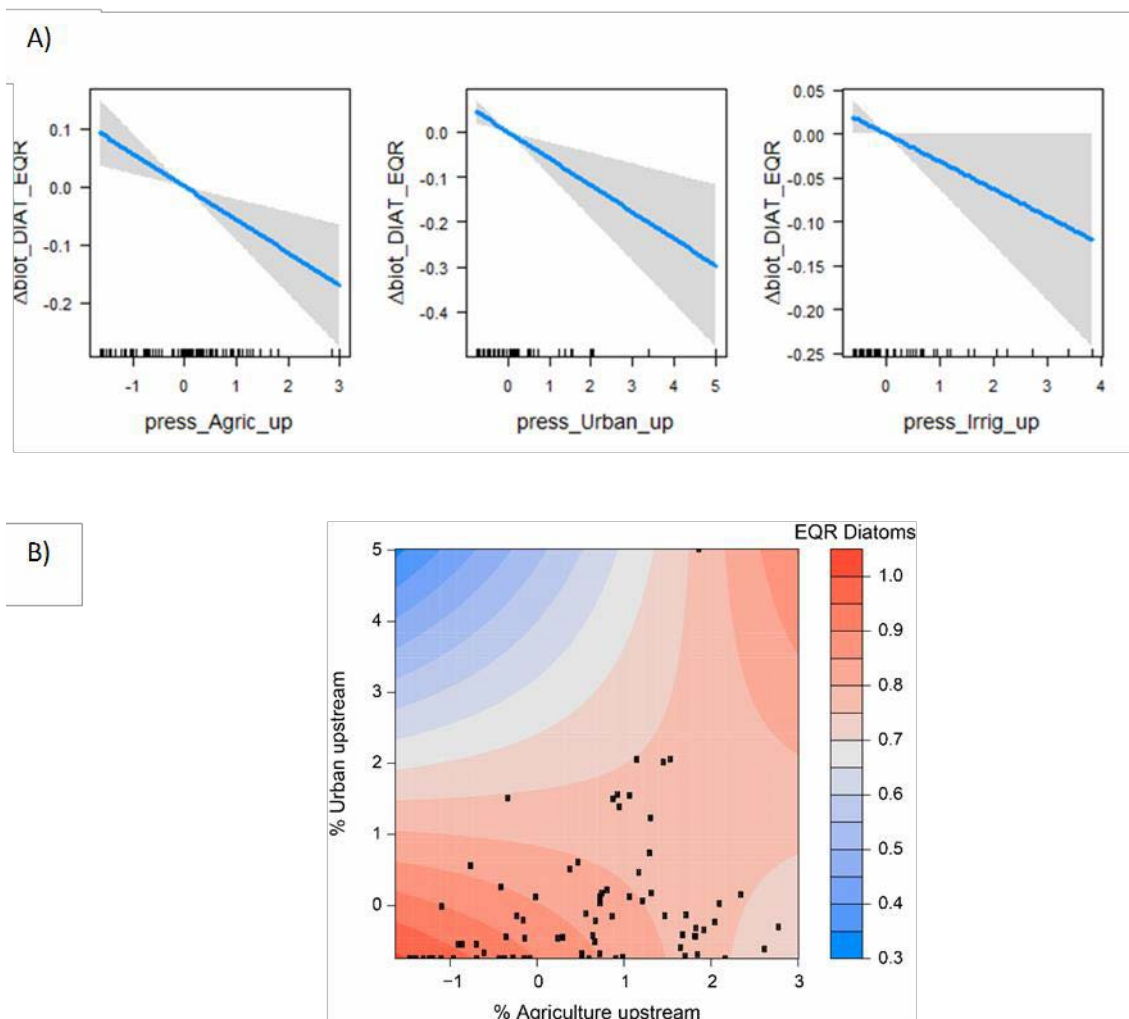 A)
Δbiot_DIAT_EQR
0.1
0.0
-0.1
-0.2
-1 0 1 2 3
press_Agric_up
Δbiot_DIAT_EQR
0.0
-0.1
-0.2
-0.3
-0.4
0 1 2 3 4 5
press_Urban_up
Δbiot_DIAT_EQR
0.05
0.00
-0.05
-0.10
-0.15
-0.20
-0.25
0 1 2 3 4
press_Irrig_up
B)
EQR Diatoms
% Urban upstream
5
4
3
2
1
0
−1 0 1 2 3
% Agriculture upstream
1.0
0.9
0.8
0.7
0.6
0.5
0.4
0.3